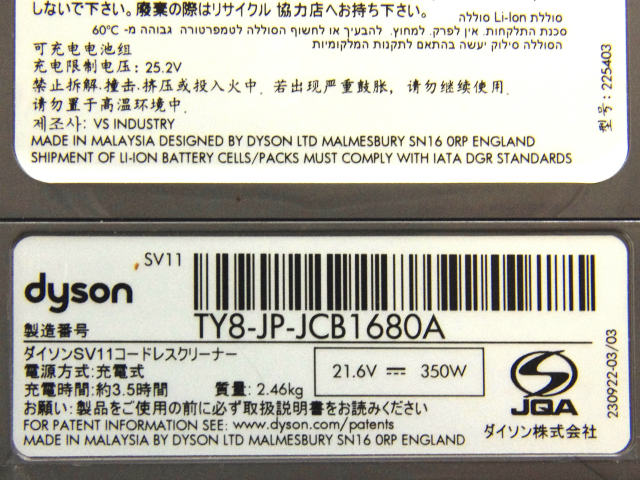 しないで下さい。廃棄の際はリサイクル 協力店へお持ち下さい。
סוללת Li-Ion סוללה
סכנת התלקחות. אין לפרק, למחוץ, להבעיר או לחשוף הסוללה לטמפרטורה גבוהה מ- 60°C
הסוללה סילוק יעשה בהתאם לתקנות המלקומיות
可充电电池组
充电限制电压: 25.2V
禁止拆解.撞击.挤压或投入火中. 若出现严重鼓胀, 请勿继续使用.
请勿置于高温环境中.
제조사: VS INDUSTRY
MADE IN MALAYSIA DESIGNED BY DYSON LTD MALMESBURY SN16 0RP ENGLAND
SHIPMENT OF LI-ION BATTERY CELLS/PACKS MUST COMPLY WITH IATA DGR STANDARDS
型号: 225403
dyson
SV11
製造番号
TY8-JP-JCB1680A
ダイソンSV11コードレスクリーナー
電源方式:充電式
充電時間:約3.5時間 質量: 2.46kg
21.6V 350W
お願い:製品をご使用の前に必ず取扱説明書をお読みください
FOR PATENT INFORMATION SEE: www.dyson.com/patents
MADE IN MALAYSIA BY DYSON LTD MALMESBURY SN16 0RP ENGLAND
JQA
ダイソン株式会社
230922-03/03